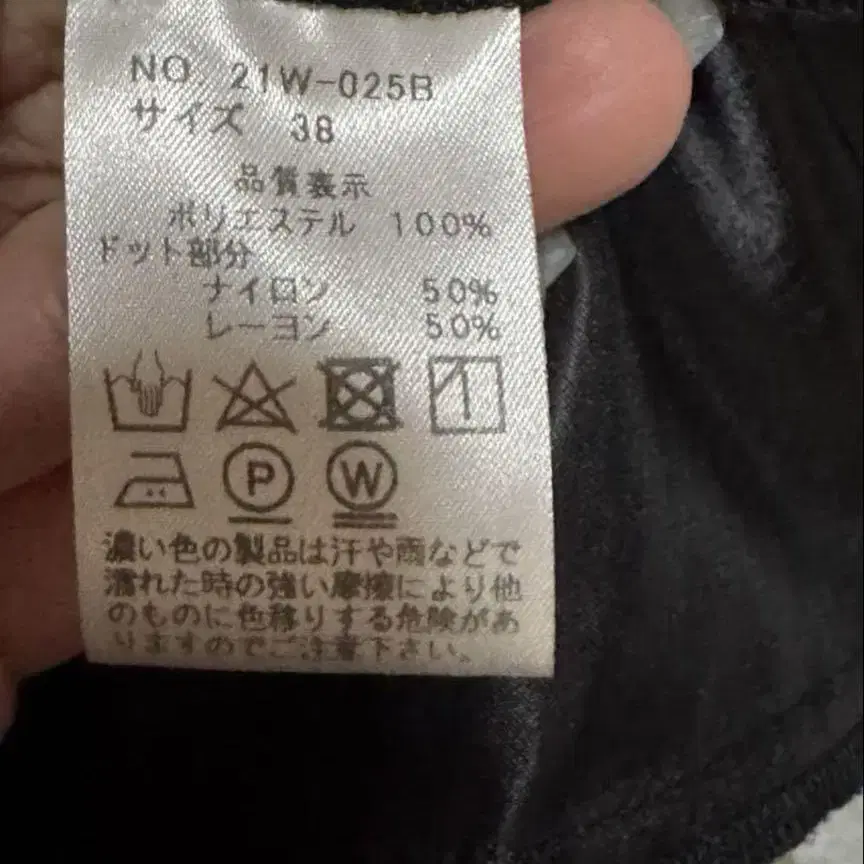 NO. 21W-025B
サイズ 38
品質表示
ポリエステル 100%
ドット部分
ナイロン 50%
レーヨン 50%
P W
濃い色の製品は汗や雨などで
濡れた時の強い摩擦により他
のものに色移りする危険があ
りますのでご注意下さい。